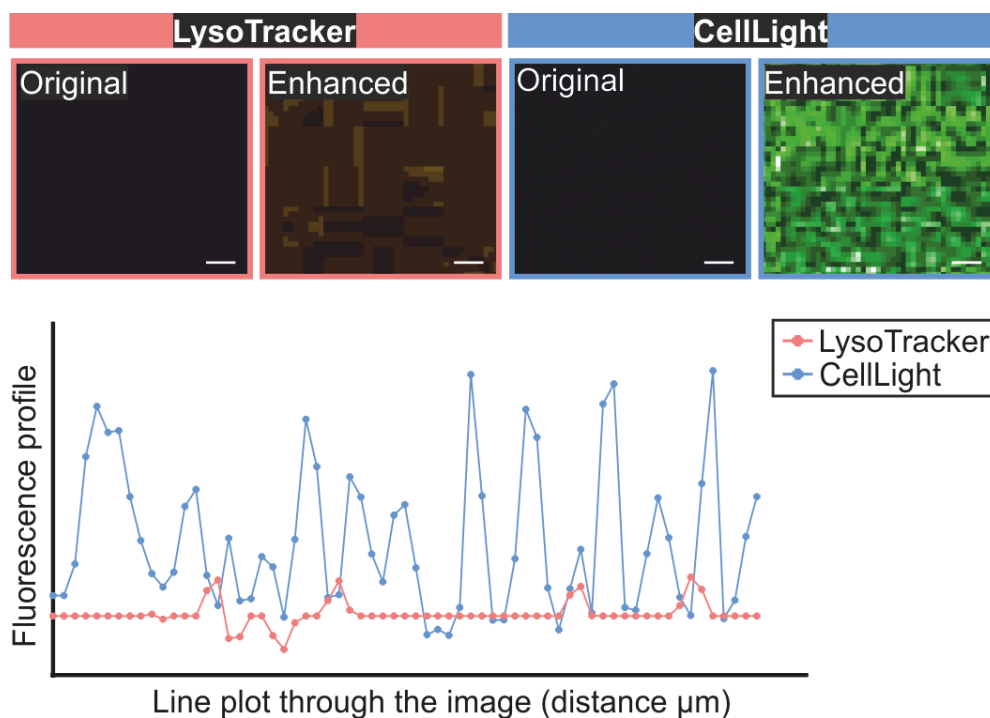 LysoTracker
CellLight
Original
Enhanced
Original
Enhanced
LysoTracker
CellLight
Fluorescence profile
Line plot through the image (distance μm)